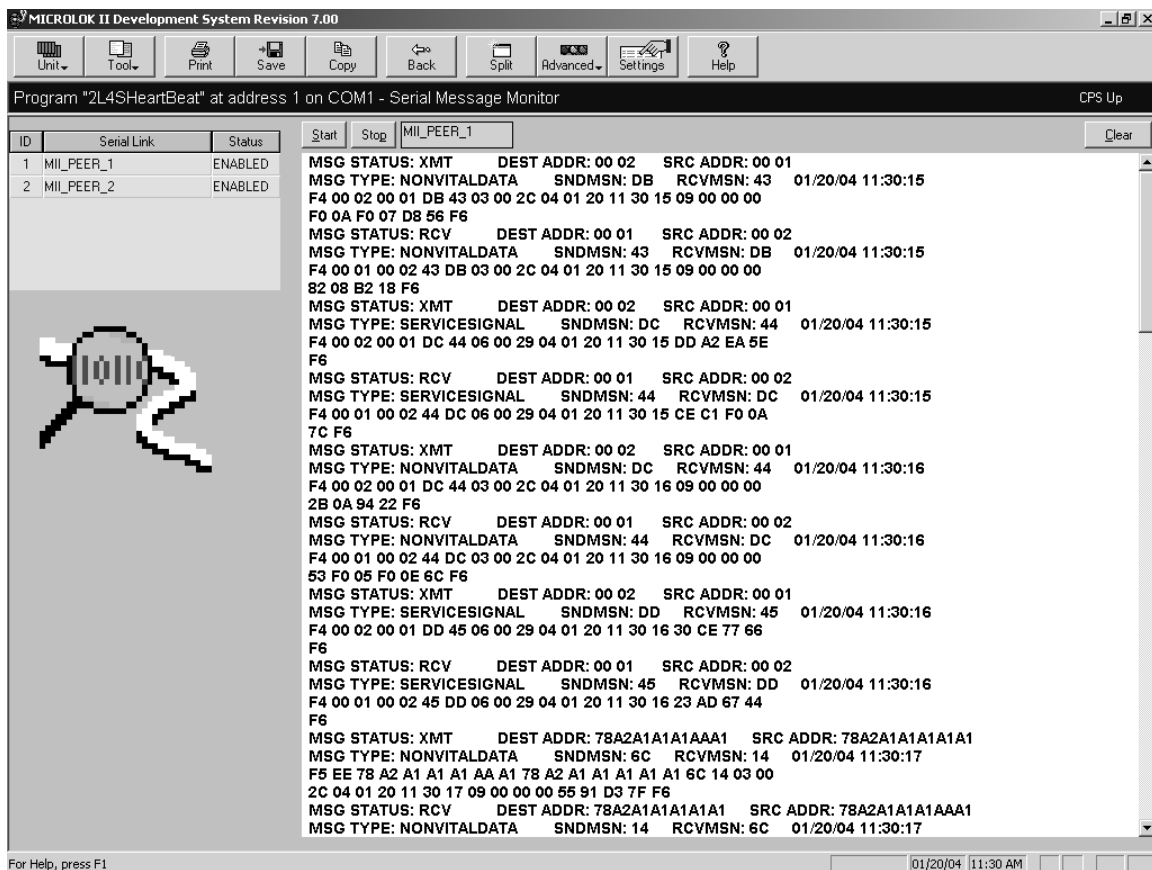 MICROLOK II Development System Revision 7.00
Unit Tool Print Save Copy Back Split Advanced Settings Help
Program "2L4SHeartBeat" at address 1 on COM1 - Serial Message Monitor CPS Up
ID Serial Link Status
1 MII_PEER_1 ENABLED
2 MII_PEER_2 ENABLED
Start Stop MII_PEER_1 Clear
MSG STATUS: XMT DEST ADDR: 00 02 SRC ADDR: 00 01
MSG TYPE: NONVITALDATA SNDMSN: DB RCVMSN: 43 01/20/04 11:30:15
F4 00 02 00 01 DB 43 03 00 2C 04 01 20 11 30 15 09 00 00 00
F0 0A F0 07 D8 56 F6
MSG STATUS: RCV DEST ADDR: 00 01 SRC ADDR: 00 02
MSG TYPE: NONVITALDATA SNDMSN: 43 RCVMSN: DB 01/20/04 11:30:15
F4 00 01 00 02 43 DB 03 00 2C 04 01 20 11 30 15 09 00 00 00
82 08 B2 18 F6
MSG STATUS: XMT DEST ADDR: 00 02 SRC ADDR: 00 01
MSG TYPE: SERVICESIGNAL SNDMSN: DC RCVMSN: 44 01/20/04 11:30:15
F4 00 02 00 01 DC 44 06 00 29 04 01 20 11 30 15 DD A2 EA 5E
F6
MSG STATUS: RCV DEST ADDR: 00 01 SRC ADDR: 00 02
MSG TYPE: SERVICESIGNAL SNDMSN: 44 RCVMSN: DC 01/20/04 11:30:15
F4 00 01 00 02 44 DC 06 00 29 04 01 20 11 30 15 CE C1 F0 0A
7C F6
MSG STATUS: XMT DEST ADDR: 00 02 SRC ADDR: 00 01
MSG TYPE: NONVITALDATA SNDMSN: DC RCVMSN: 44 01/20/04 11:30:16
F4 00 02 00 01 DC 44 03 00 2C 04 01 20 11 30 16 09 00 00 00
2B 0A 94 22 F6
MSG STATUS: RCV DEST ADDR: 00 01 SRC ADDR: 00 02
MSG TYPE: NONVITALDATA SNDMSN: 44 RCVMSN: DC 01/20/04 11:30:16
F4 00 01 00 02 44 DC 03 00 2C 04 01 20 11 30 16 09 00 00 00
53 F0 05 F0 0E 6C F6
MSG STATUS: XMT DEST ADDR: 00 02 SRC ADDR: 00 01
MSG TYPE: SERVICESIGNAL SNDMSN: DD RCVMSN: 45 01/20/04 11:30:16
F4 00 02 00 01 DD 45 06 00 29 04 01 20 11 30 16 30 CE 77 66
F6
MSG STATUS: RCV DEST ADDR: 00 01 SRC ADDR: 00 02
MSG TYPE: SERVICESIGNAL SNDMSN: 45 RCVMSN: DD 01/20/04 11:30:16
F4 00 01 00 02 45 DD 06 00 29 04 01 20 11 30 16 23 AD 67 44
F6
MSG STATUS: XMT DEST ADDR: 78A2A1A1A1AAA1 SRC ADDR: 78A2A1A1A1A1A1
MSG TYPE: NONVITALDATA SNDMSN: 6C RCVMSN: 14 01/20/04 11:30:17
F5 EE 78 A2 A1 A1 A1 AA A1 78 A2 A1 A1 A1 A1 A1 6C 14 03 00
2C 04 01 20 11 30 17 09 00 00 00 55 91 D3 7F F6
MSG STATUS: RCV DEST ADDR: 78A2A1A1A1A1A1 SRC ADDR: 78A2A1A1A1AAA1
MSG TYPE: NONVITALDATA SNDMSN: 14 RCVMSN: 6C 01/20/04 11:30:17
For Help, press F1 01/20/04 11:30 AM